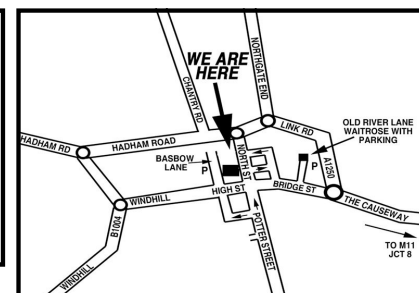 WE ARE
HERE
CHANTRY RD
NORTHGATE END
LINK RD
OLD RIVER LANE
WAITROSE WITH
PARKING
HADHAM RD
HADHAM ROAD
NORTH ST
BASBOW
LANE
P
P
A1250
HIGH ST
BRIDGE ST
WINDHILL
THE CAUSEWAY
B1004
POTTER STREET
TO M11
JCT 8
WINDHILL